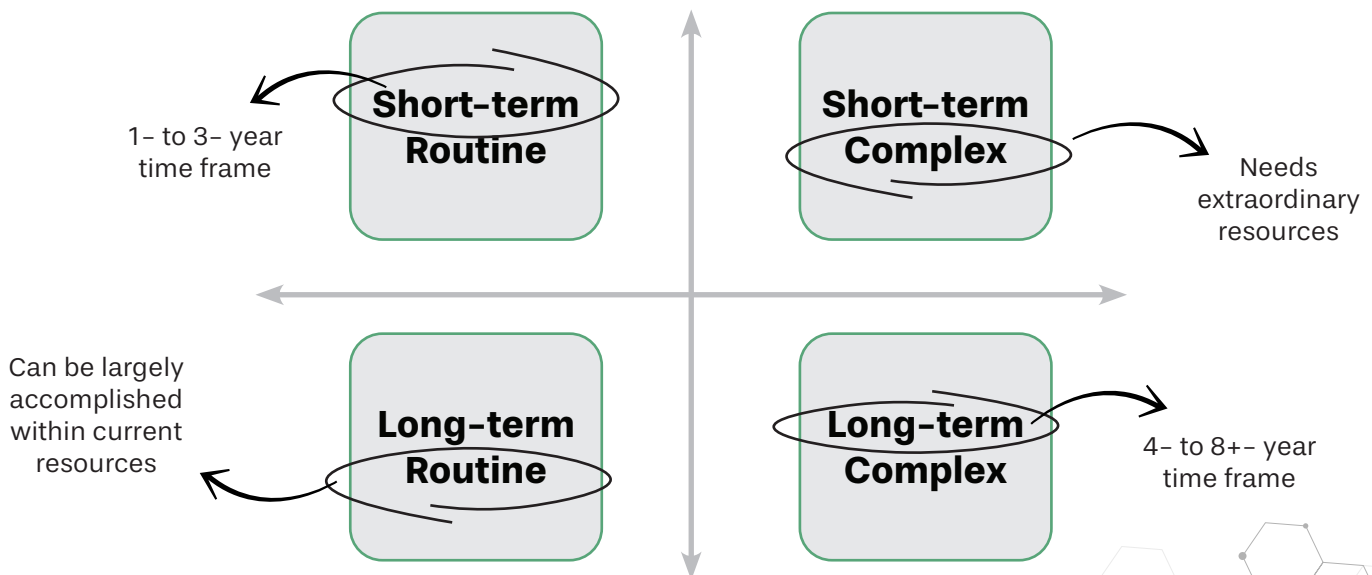 Short-term
Routine
1- to 3- year
time frame
Short-term
Complex
Needs
extraordinary
resources
Can be largely
accomplished
within current
resources
Long-term
Routine
Long-term
Complex
4- to 8+- year
time frame